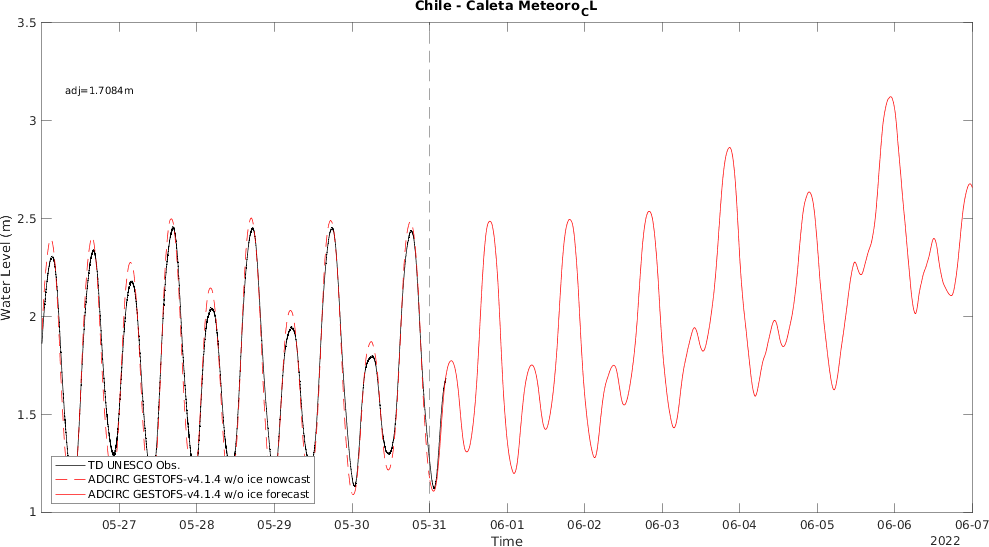 Chile - Caleta Meteoro_CL
adj=1.7084m
Water Level (m)
3.5
3
2.5
2
1.5
1
TD UNESCO Obs.
ADCIRC GESTOFS-v4.1.4 w/o ice nowcast
ADCIRC GESTOFS-v4.1.4 w/o ice forecast
05-27 05-28 05-29 05-30 05-31 06-01 06-02 06-03 06-04 06-05 06-06 06-07
Time
2022